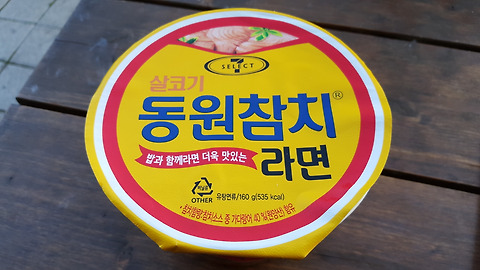 7
SELECT
살코기
동원참치®
밥과 함께라면 더욱 맛있는
라면
OTHER
유탕면류/160 g(535 kcal)